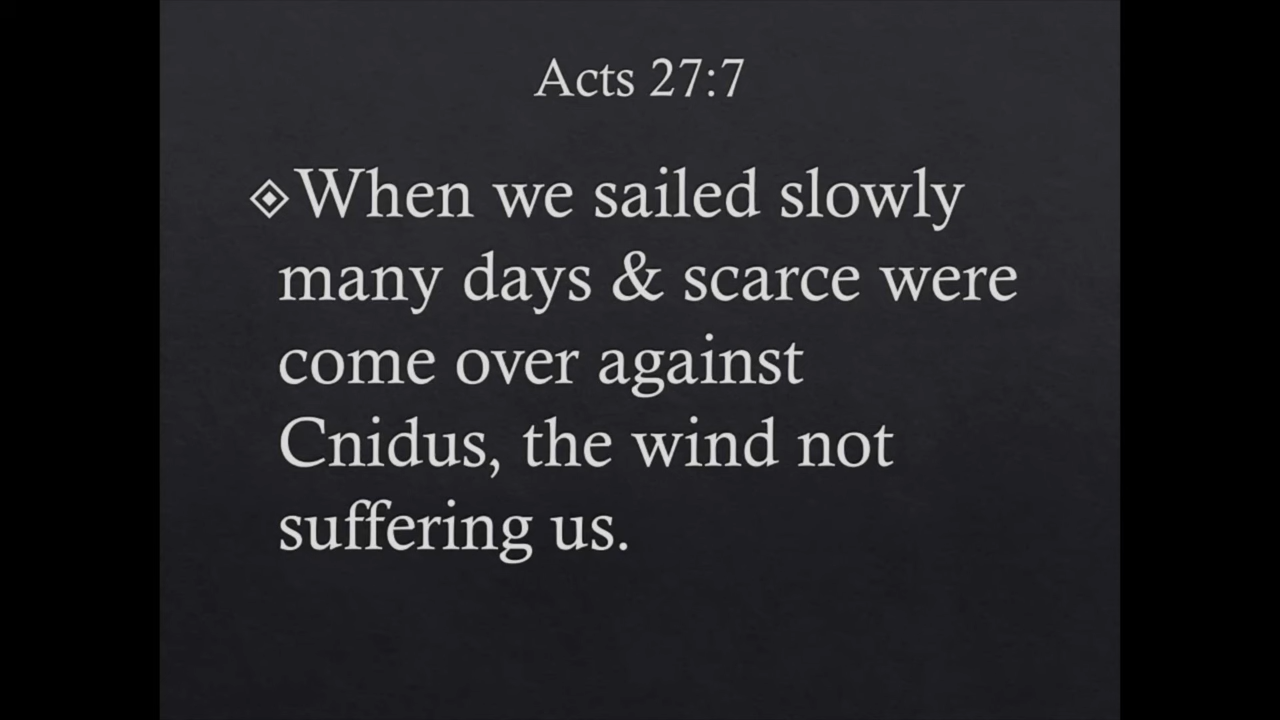 Acts 27:7
When we sailed slowly
many days & scarce were
come over against
Cnidus, the wind not
suffering us.